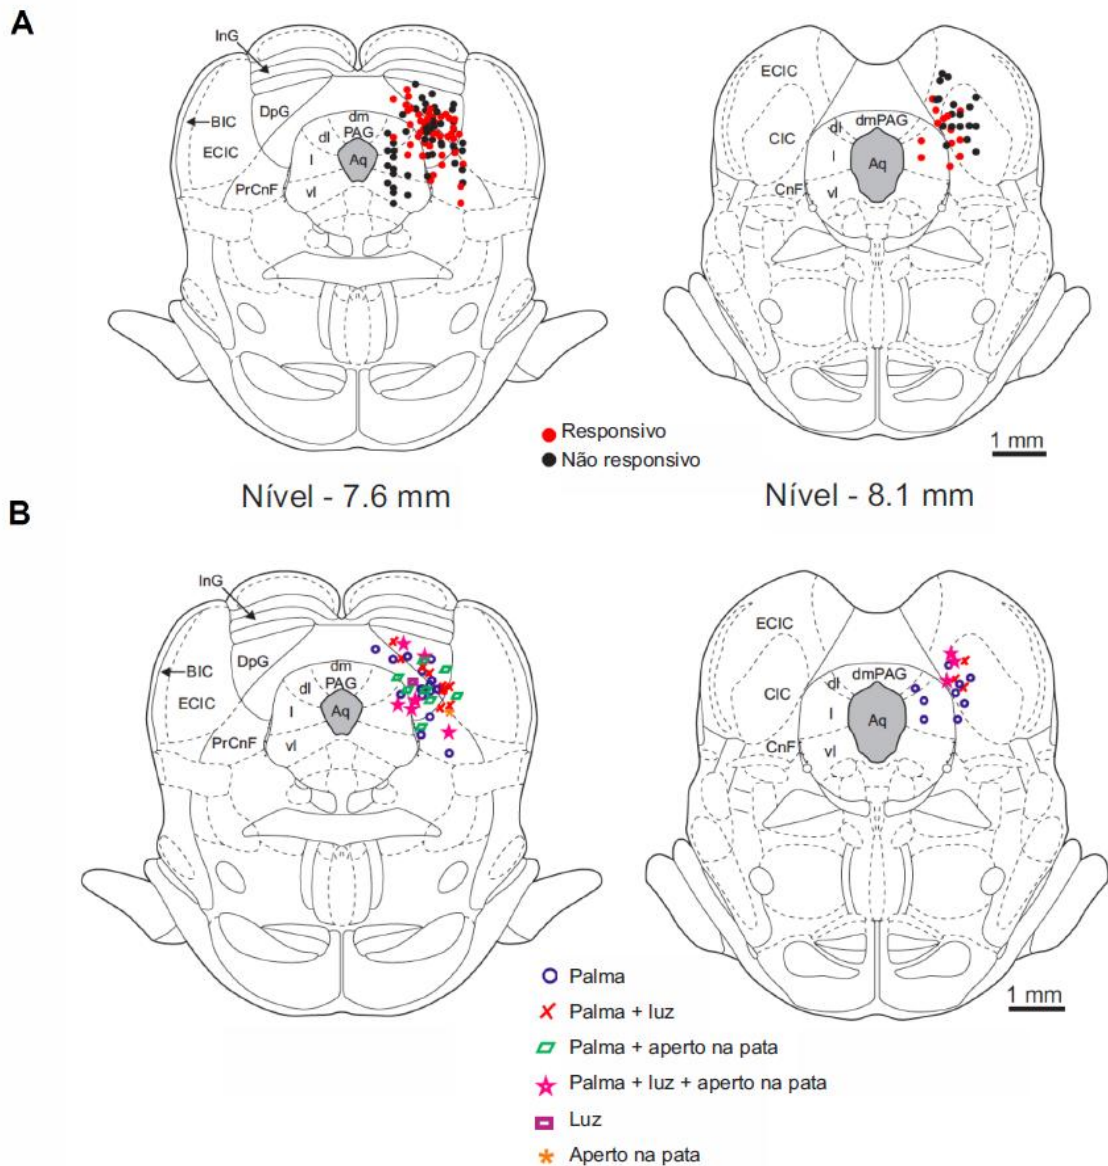 A
InG
DpG
BIC
ECIC
PrCnF
dm
PAG
dl
l
vl
Aq
ECIC
CIC
CnF
dmPAG
dl
l
vl
Aq
Responsivo
Não responsivo
1 mm
Nível - 7.6 mm
Nível - 8.1 mm
B
InG
DpG
BIC
ECIC
PrCnF
dm
PAG
dl
l
vl
Aq
ECIC
CIC
CnF
dmPAG
dl
l
vl
Aq
Palma
Palma + luz
Palma + aperto na pata
Palma + luz + aperto na pata
Luz
Aperto na pata
1 mm